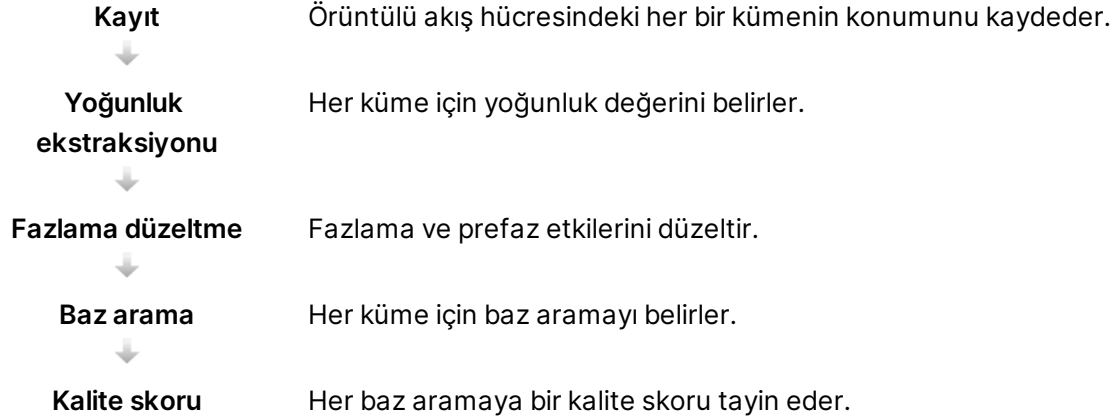 Kayıt Örüntülü akış hücresindeki her bir kümenin konumunu kaydeder.
Yoğunluk Her küme için yoğunluk değerini belirler.
ekstraksiyonu
Fazlama düzeltme Fazlama ve prefaz etkilerini düzeltir.
Baz arama Her küme için baz aramayı belirler.
Kalite skoru Her baz aramaya bir kalite skoru tayin eder.